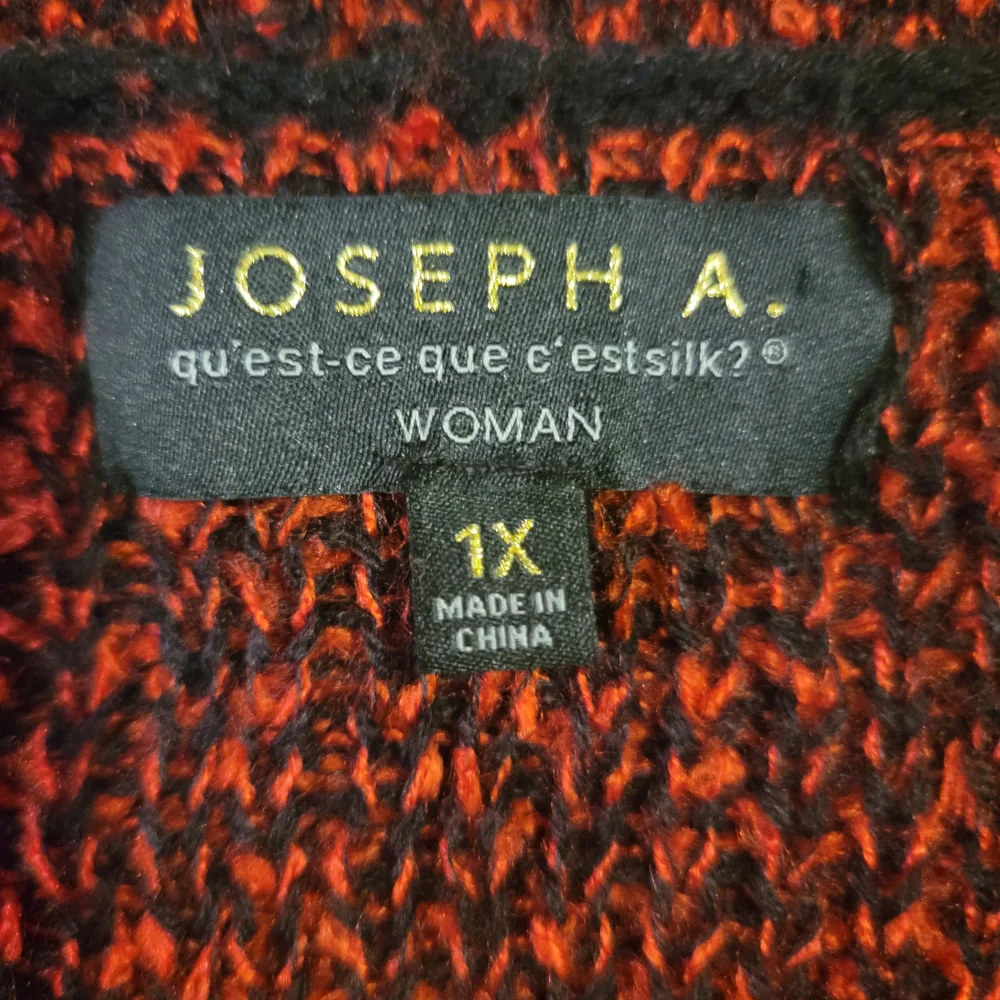 JOSEPH A.
qu'est-ce que c'estsilk?®
WOMAN
1X
MADE IN
CHINA